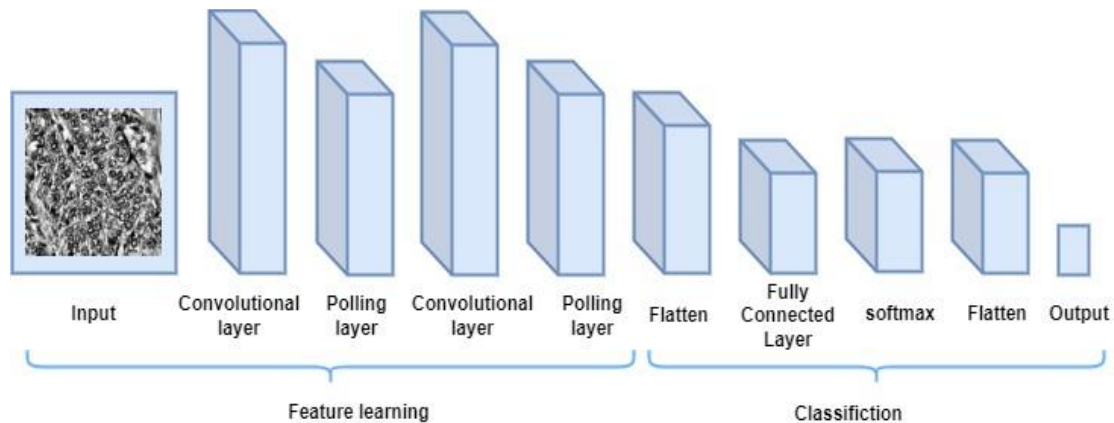 Input
Convolutional
layer
Polling
layer
Convolutional
layer
Polling
layer
Flatten
Fully
Connected
Layer
softmax
Flatten
Output
Feature learning
Classifiction